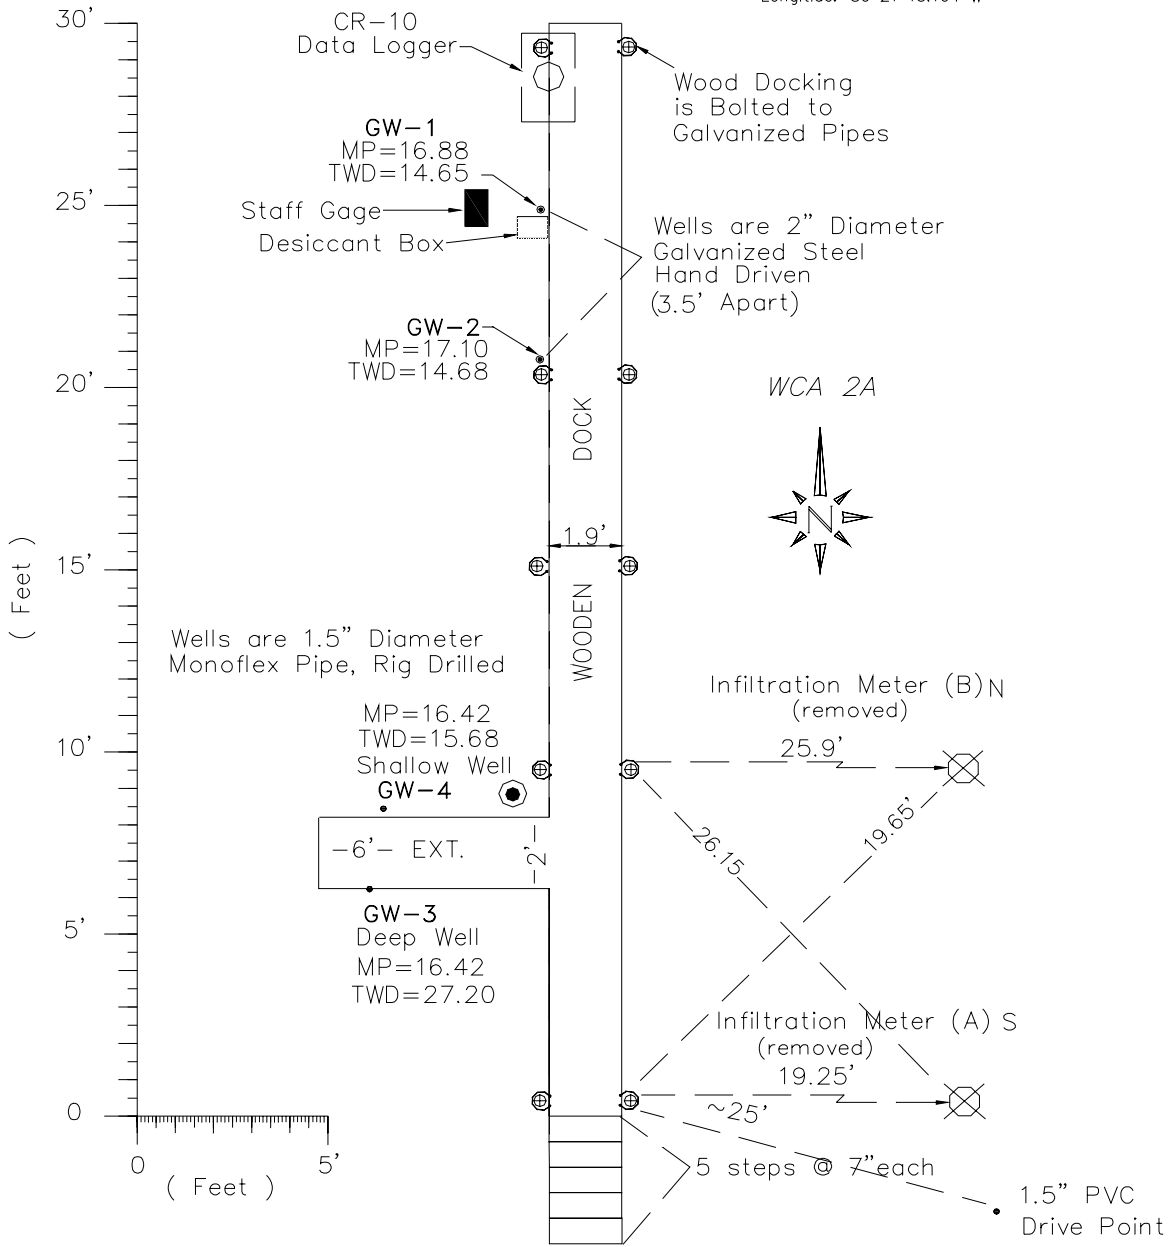 30'
CR-10
Data Logger
Wood Docking
is Bolted to
Galvanized Pipes
GW-1
MP=16.88
TWD=14.65
25'
Staff Gage
Desiccant Box
Wells are 2" Diameter
Galvanized Steel
Hand Driven
(3.5' Apart)
GW-2
MP=17.10
TWD=14.68
20'
WCA 2A
DOCK
N
1.9'
15'
( Feet )
WOODEN
Wells are 1.5" Diameter
Monoflex Pipe, Rig Drilled
Infiltration Meter (B) N
(removed)
MP=16.42
TWD=15.68
Shallow Well
GW-4
10'
25.9'
19.65'
26.15
-6'- EXT.
-2'-
GW-3
Deep Well
MP=16.42
TWD=27.20
5'
Infiltration Meter (A) S
(removed)
19.25'
~25'
0
5 steps @ 7"each
0
5'
( Feet )
1.5" PVC
Drive Point